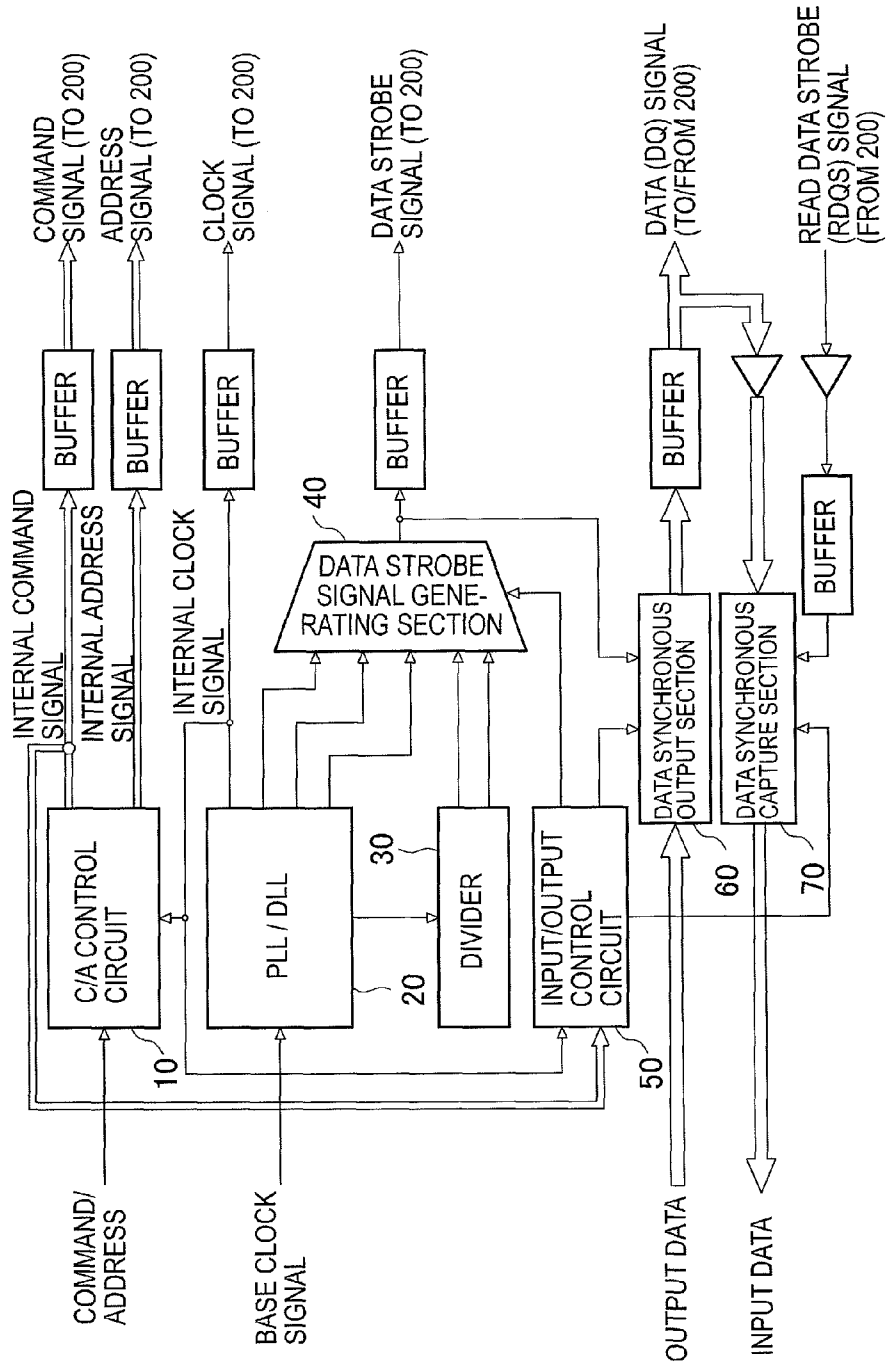 COMMAND
SIGNAL (TO 200)
ADDRESS
SIGNAL (TO 200)
CLOCK
SIGNAL (TO 200)
DATA STROBE
SIGNAL (TO 200)
DATA (DQ) SIGNAL
(TO/FROM 200)
READ DATA STROBE
(RDQS) SIGNAL
(FROM 200)
BUFFER
BUFFER
BUFFER
BUFFER
BUFFER
BUFFER
INTERNAL COMMAND
SIGNAL
INTERNAL ADDRESS
SIGNAL
INTERNAL CLOCK
SIGNAL
40
DATA STROBE
SIGNAL GENE-
RATING SECTION
C/A CONTROL
CIRCUIT
10
PLL / DLL
20
30
DIVIDER
INPUT/OUTPUT
CONTROL
CIRCUIT
50
DATA SYNCHRONOUS
OUTPUT SECTION
60
DATA SYNCHRONOUS
CAPTURE SECTION
70
COMMAND/
ADDRESS
BASE CLOCK
SIGNAL
OUTPUT DATA
INPUT DATA